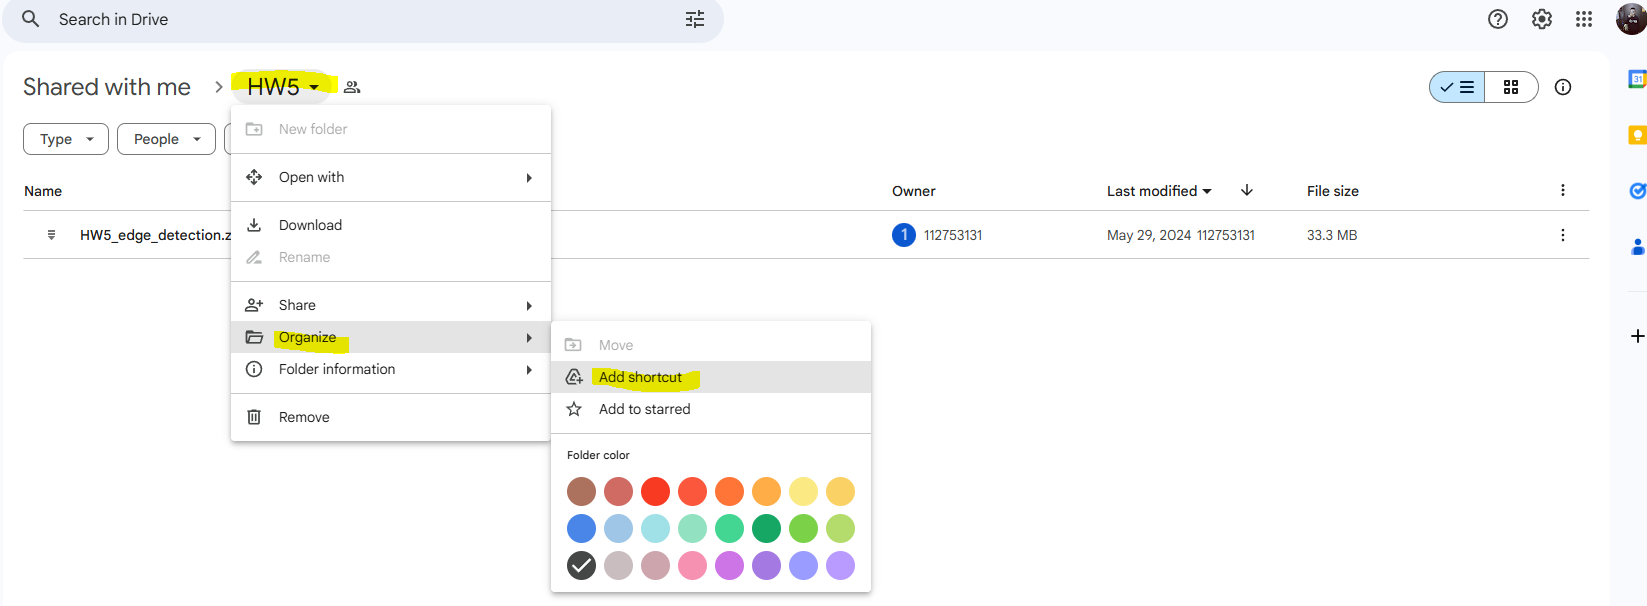 Search in Drive
Shared with me > HW5
31
Type People
New folder
Open with
Name Owner Last modified File size
Download
HW5_edge_detection.z 1 112753131 May 29, 2024 112753131 33.3 MB
Rename
Share
Organize
Move
Folder information
Add shortcut
Add to starred
Remove
Folder color